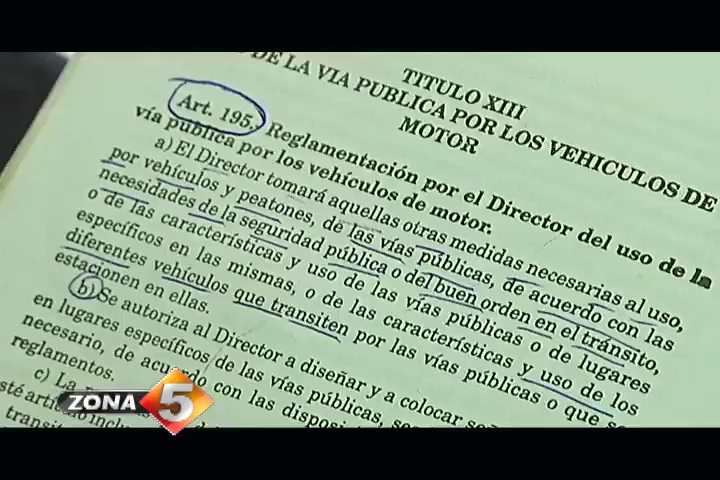 TITULO XIII
DE LA VIA PUBLICA POR LOS VEHICULOS DE
MOTOR
Art. 195. Reglamentación por el Director del uso de la
vía pública por los vehículos de motor.
a) El Director tomará aquellas otras medidas necesarias al uso,
por vehículos y peatones, de las vías públicas, de acuerdo con las
necesidades de la seguridad pública o del buen orden en el tránsito,
o de las características y uso de las vías públicas o de lugares
específicos en las mismas, o de las características y uso de los
diferentes vehículos que transiten por las vías públicas o que se
estacionen en ellas.
b) Se autoriza al Director a diseñar y a colocar
en lugares específicos de las vías públicas,
necesario, de acuerdo con las
reglamentos.
c) La
ZONA 5